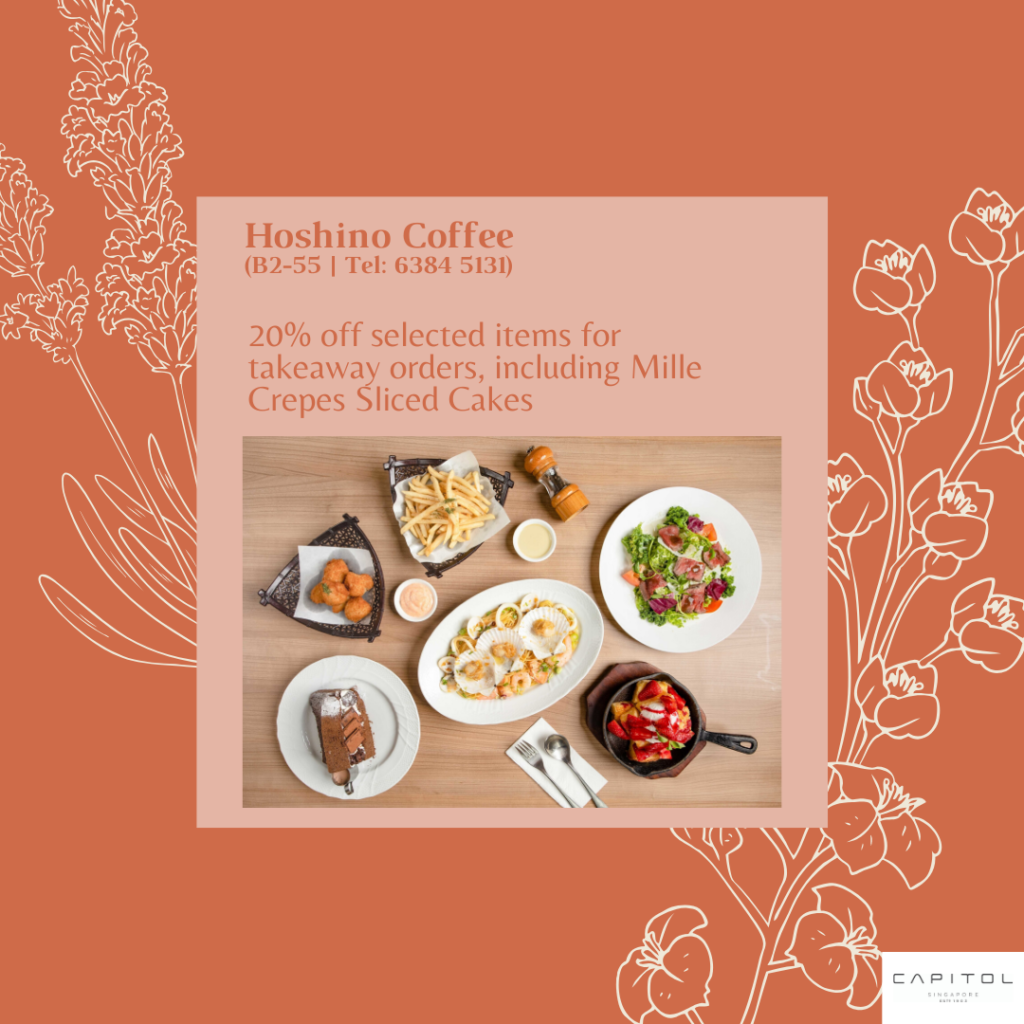 Hoshino Coffee
(B2-55 | Tel: 6384 5131)
20% off selected items for
takeaway orders, including Mille
Crepes Sliced Cakes
CAPITOL
SINGAPORE